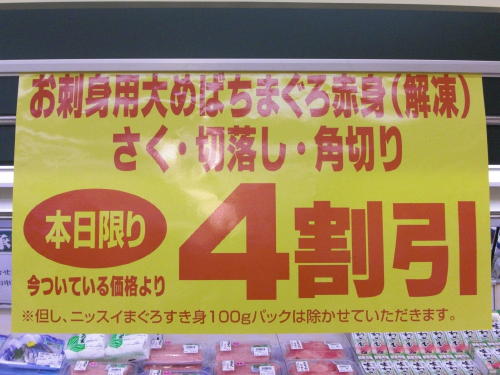 お刺身用大めばちまぐろ赤身(解凍)
さく・切落し・角切り
本日限り
今ついている価格より
4割引
※但し、ニッスイまぐろすき身100gパックは除かせていただきます。